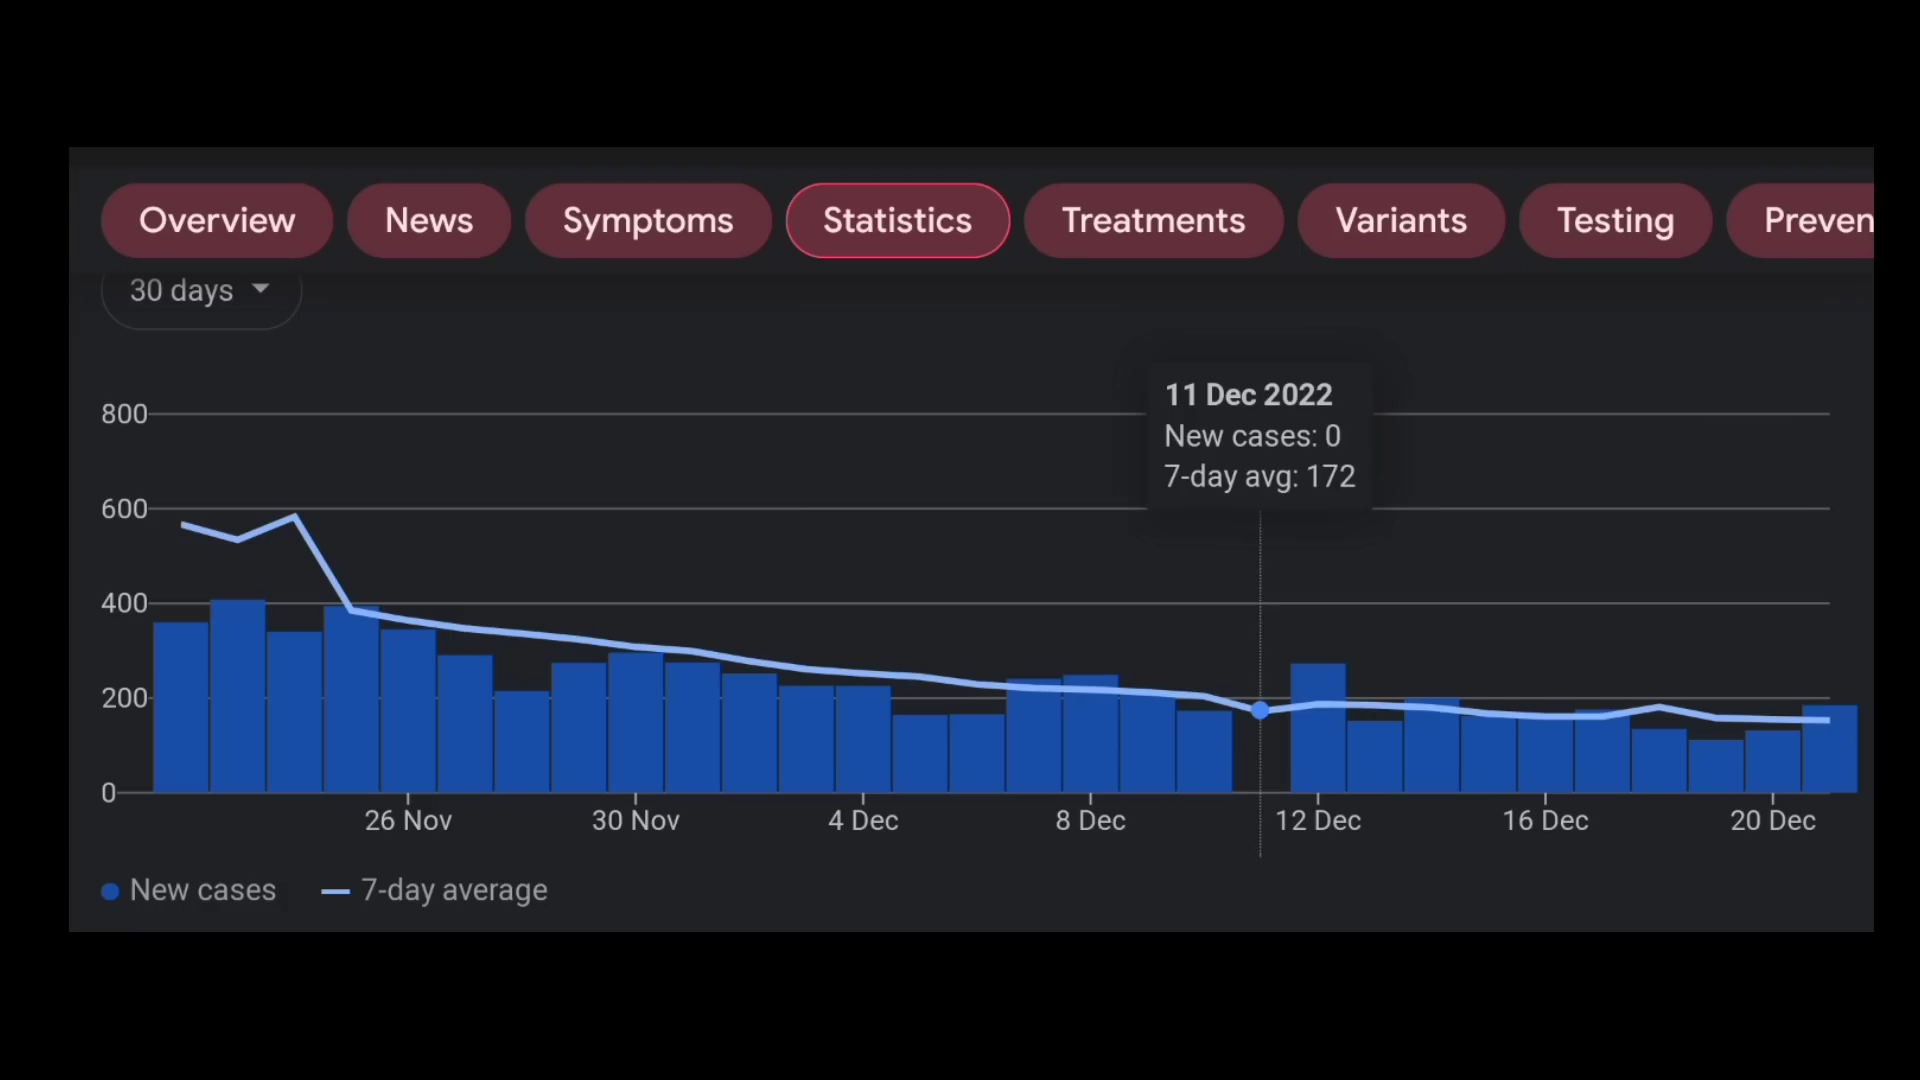 Overview News Symptoms Statistics Treatments Variants Testing Preven
30 days
11 Dec 2022
New cases: 0
7-day avg: 172
800
600
400
200
0
26 Nov 30 Nov 4 Dec 8 Dec 12 Dec 16 Dec 20 Dec
New cases 7-day average